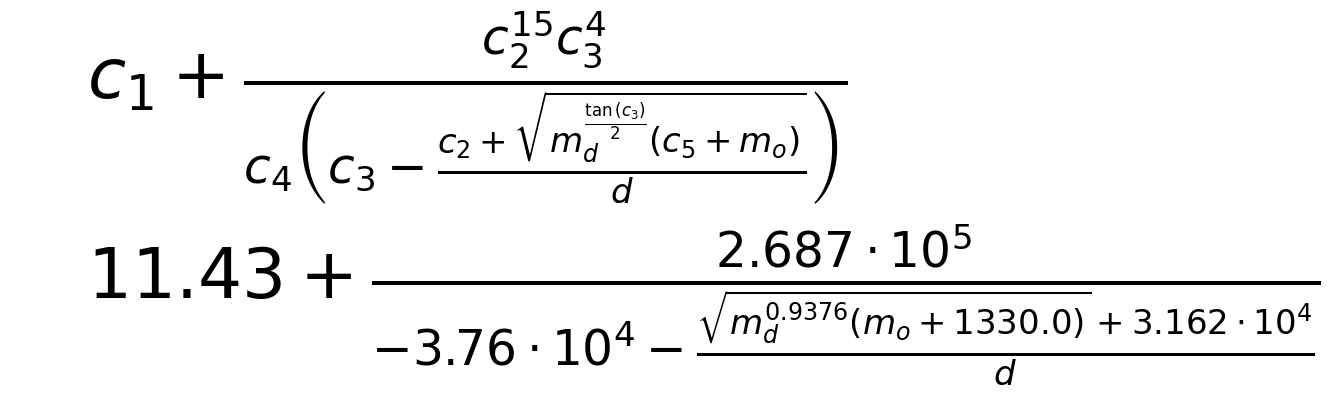 $c_1 + \frac{c_2^{15} c_3^4}{c_4 \left( c_3 - \frac{c_2 + \sqrt{m_d^{\frac{\tan(c_3)}{2}} (c_5 + m_o)}}{d} \right)}$
$11.43 + \frac{2.687 \cdot 10^5}{-3.76 \cdot 10^4 - \frac{\sqrt{m_d^{0.9376} (m_o + 1330.0)} + 3.162 \cdot 10^4}{d}}$